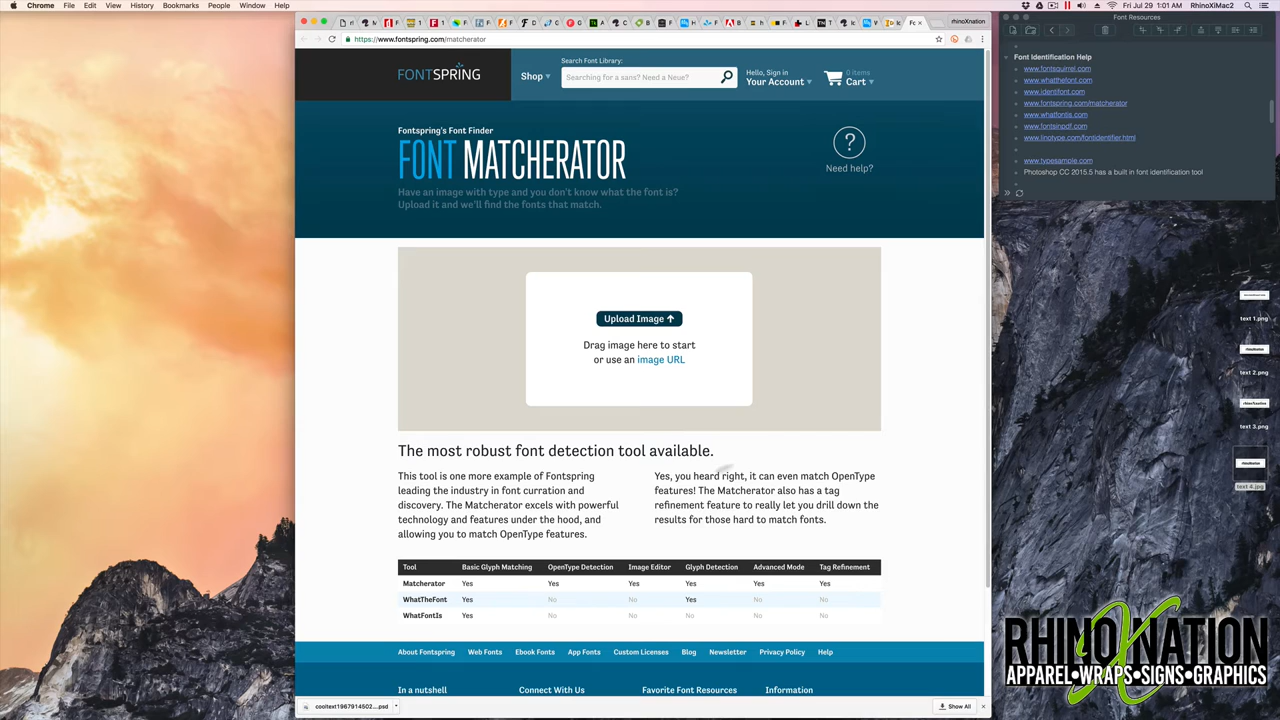 Chrome File Edit View History Bookmarks People Window Help
Fri Jul 29 1:01 AM RhinoXiMac2
rhinoXnation
https://www.fontspring.com/matcherator
FONTSPRING
Shop
Search Font Library:
Searching for a sans? Need a Neue?
Hello, Sign in
Your Account
0 items
Cart
Fontspring's Font Finder
FONT MATCHERATOR
Have an image with type and you don't know what the font is?
Upload it and we'll find the fonts that match.
?
Need help?
Upload Image
Drag image here to start
or use an image URL
The most robust font detection tool available.
This tool is one more example of Fontspring
leading the industry in font curration and
discovery. The Matcherator excels with powerful
technology and features under the hood, and
allowing you to match OpenType features.
Yes, you heard right, it can even match OpenType
features! The Matcherator also has a tag
refinement feature to really let you drill down the
results for those hard to match fonts.
Tool Basic Glyph Matching OpenType Detection Image Editor Glyph Detection Advanced Mode Tag Refinement
Matcherator Yes Yes Yes Yes Yes Yes
WhatTheFont Yes No No Yes No No
WhatFontIs Yes No No No No No
About Fontspring Web Fonts Ebook Fonts App Fonts Custom Licenses Blog Newsletter Privacy Policy Help
In a nutshell Connect With Us Favorite Font Resources Information
cooltext1967914502....psd
Show All
Font Resources
Font Identification Help
www.fontsquirrel.com
www.whatthefont.com
www.identifont.com
www.fontspring.com/matcherator
www.whatfontis.com
www.fontsinpdf.com
www.linotype.com/fontidentifier.html
www.typesample.com
Photoshop CC 2015.5 has a built in font identification tool
text 1.png
text 2.png
text 3.png
text 4.jpg
RHINO X NATION
APPAREL•WRAPS•SIGNS•GRAPHICS